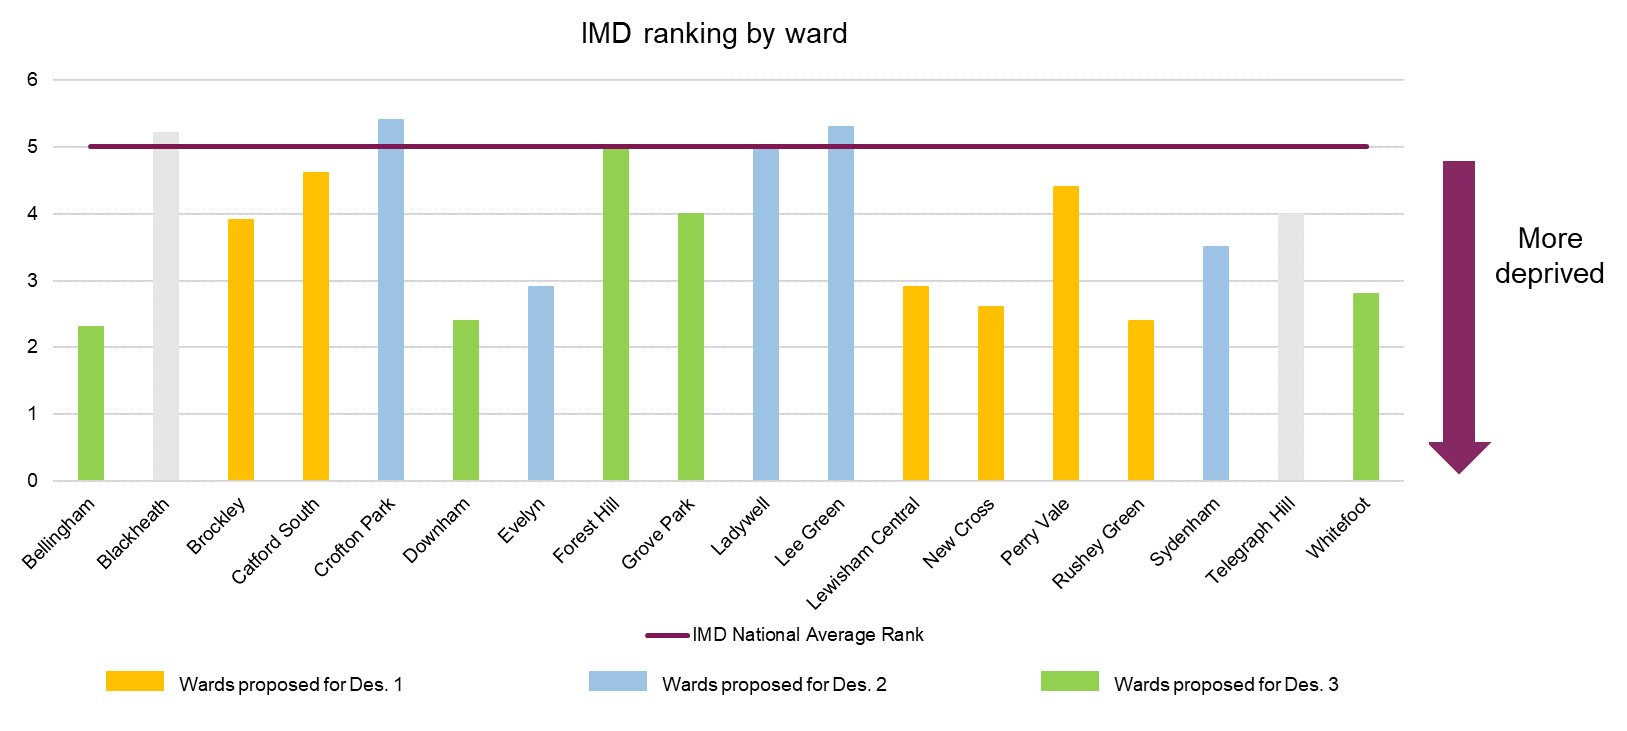 IMD ranking by ward
6
5
4
3
2
1
0
More
deprived
Bellingham
Blackheath
Brockley
Catford South
Crofton Park
Downham
Evelyn
Forest Hill
Grove Park
Ladywell
Lee Green
Lewisham Central
New Cross
Perry Vale
Rushey Green
Sydenham
Telegraph Hill
Whitefoot
IMD National Average Rank
Wards proposed for Des. 1
Wards proposed for Des. 2
Wards proposed for Des. 3